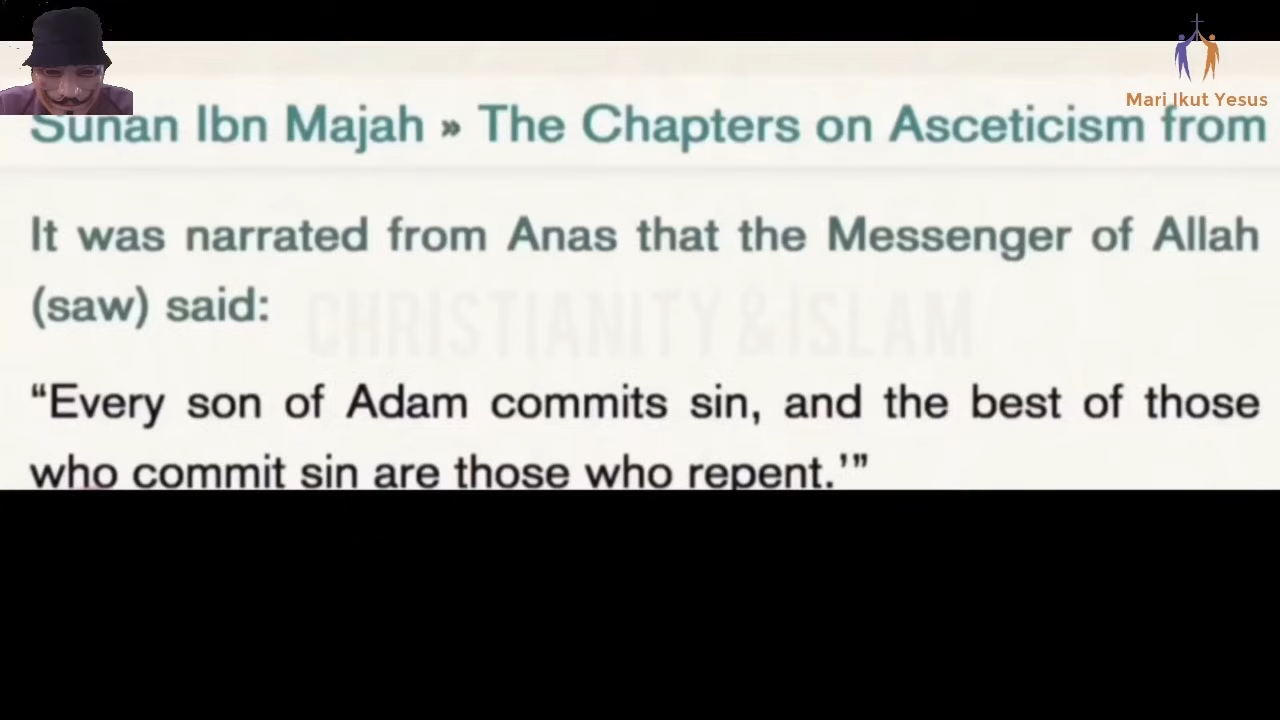 Mari Ikut Yesus
Sunan Ibn Majah » The Chapters on Asceticism from
It was narrated from Anas that the Messenger of Allah
(saw) said:
CHRISTIANITY & ISLAM
“Every son of Adam commits sin, and the best of those
who commit sin are those who repent.’”